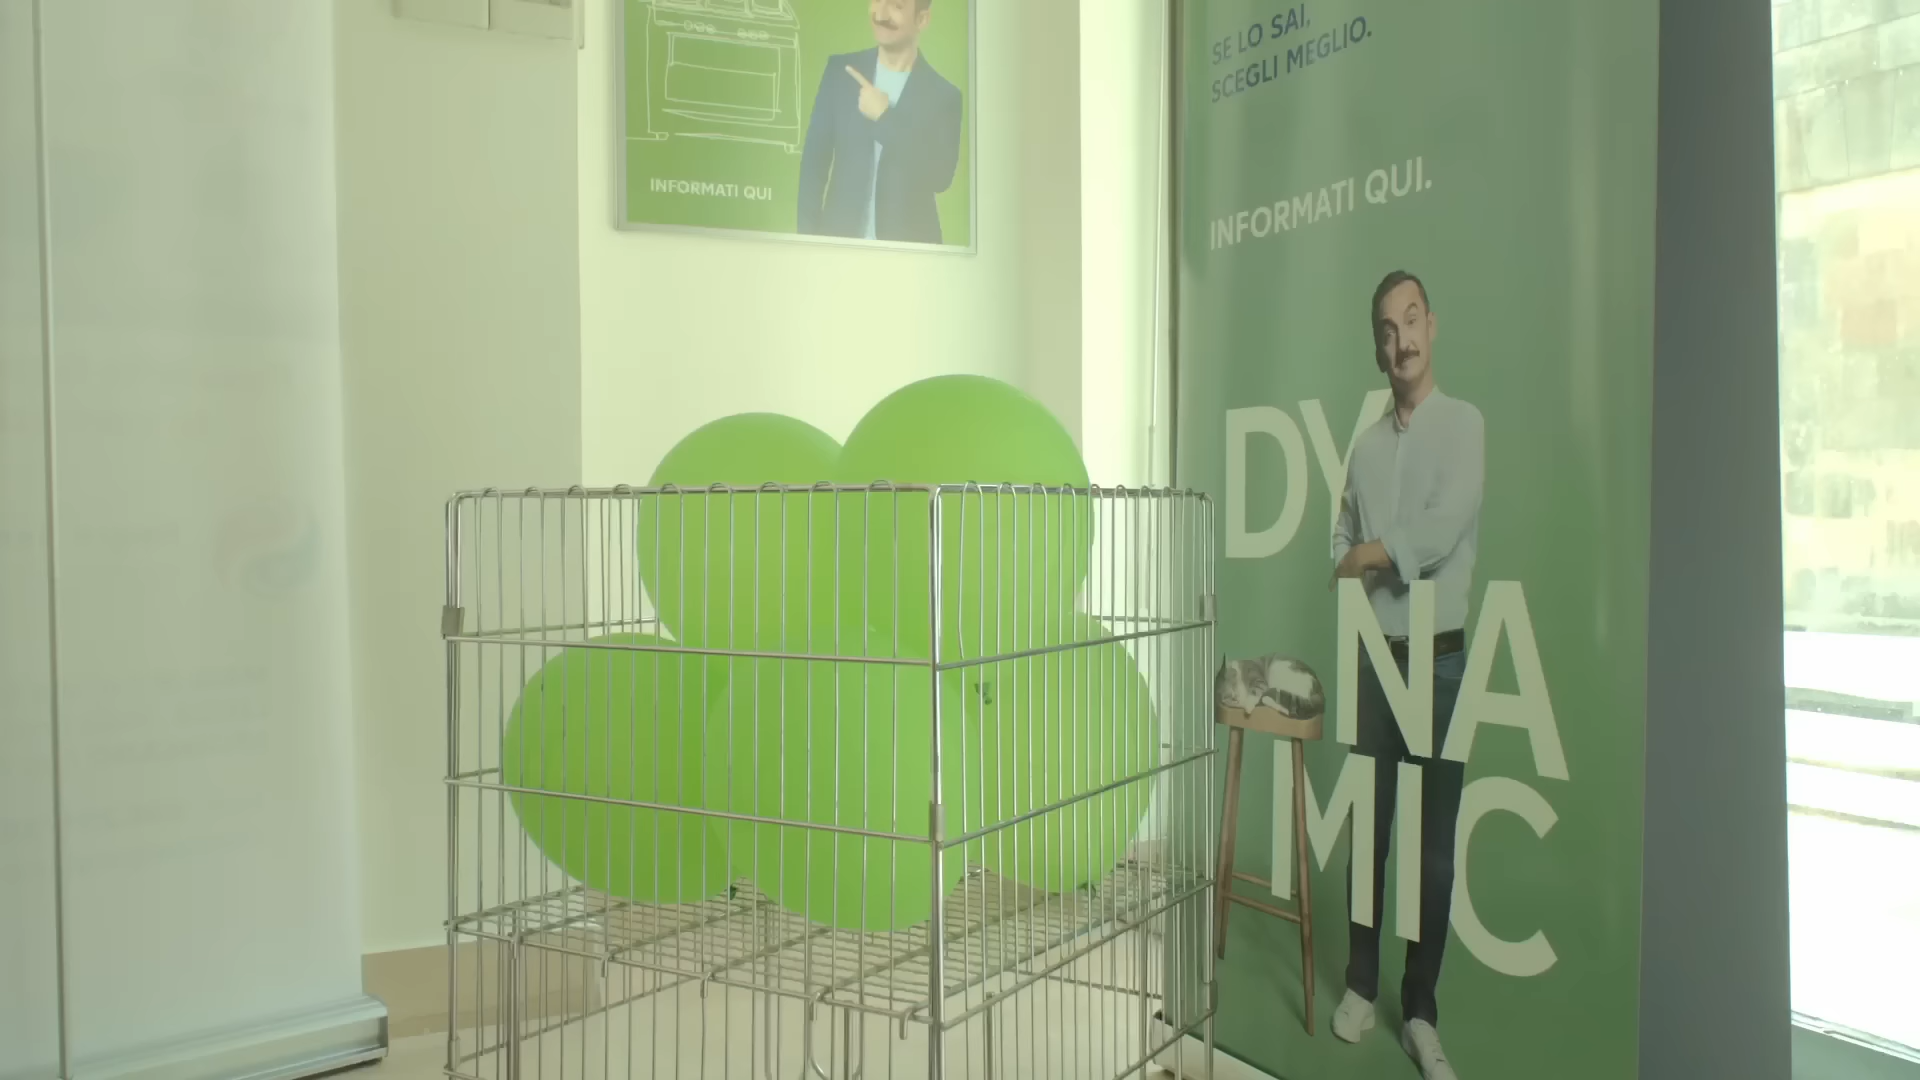 INFORMATI QUI
SE LO SAI,
SCEGLI MEGLIO.
INFORMATI QUI.
DY
NA
MIC